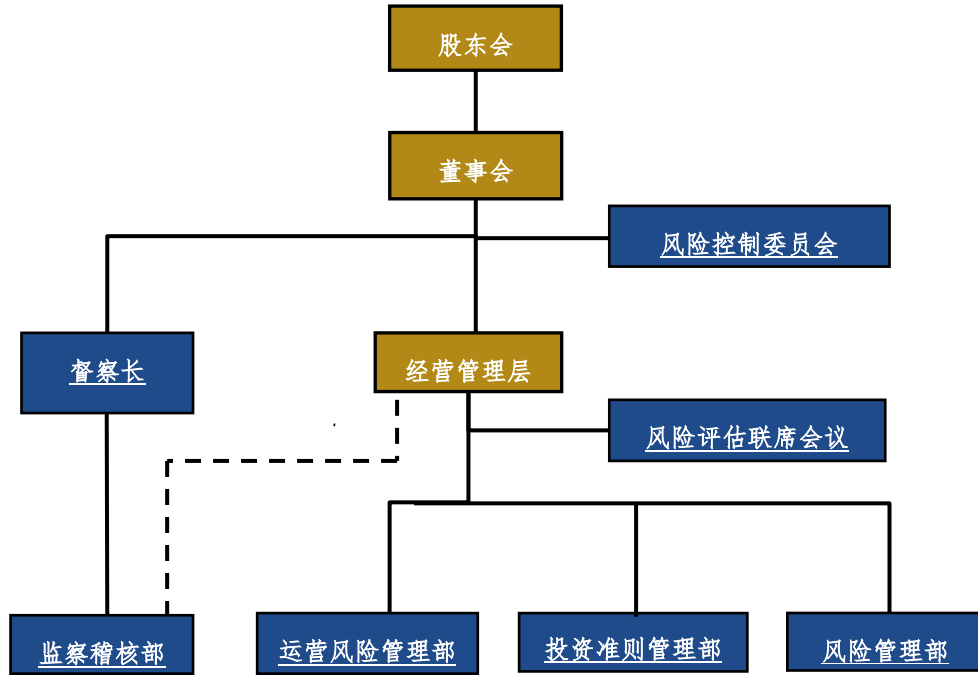 股东会
董事会
风险控制委员会
督察长
经营管理层
风险评估联席会议
监察稽核部
运营风险管理部
投资准则管理部
风险管理部